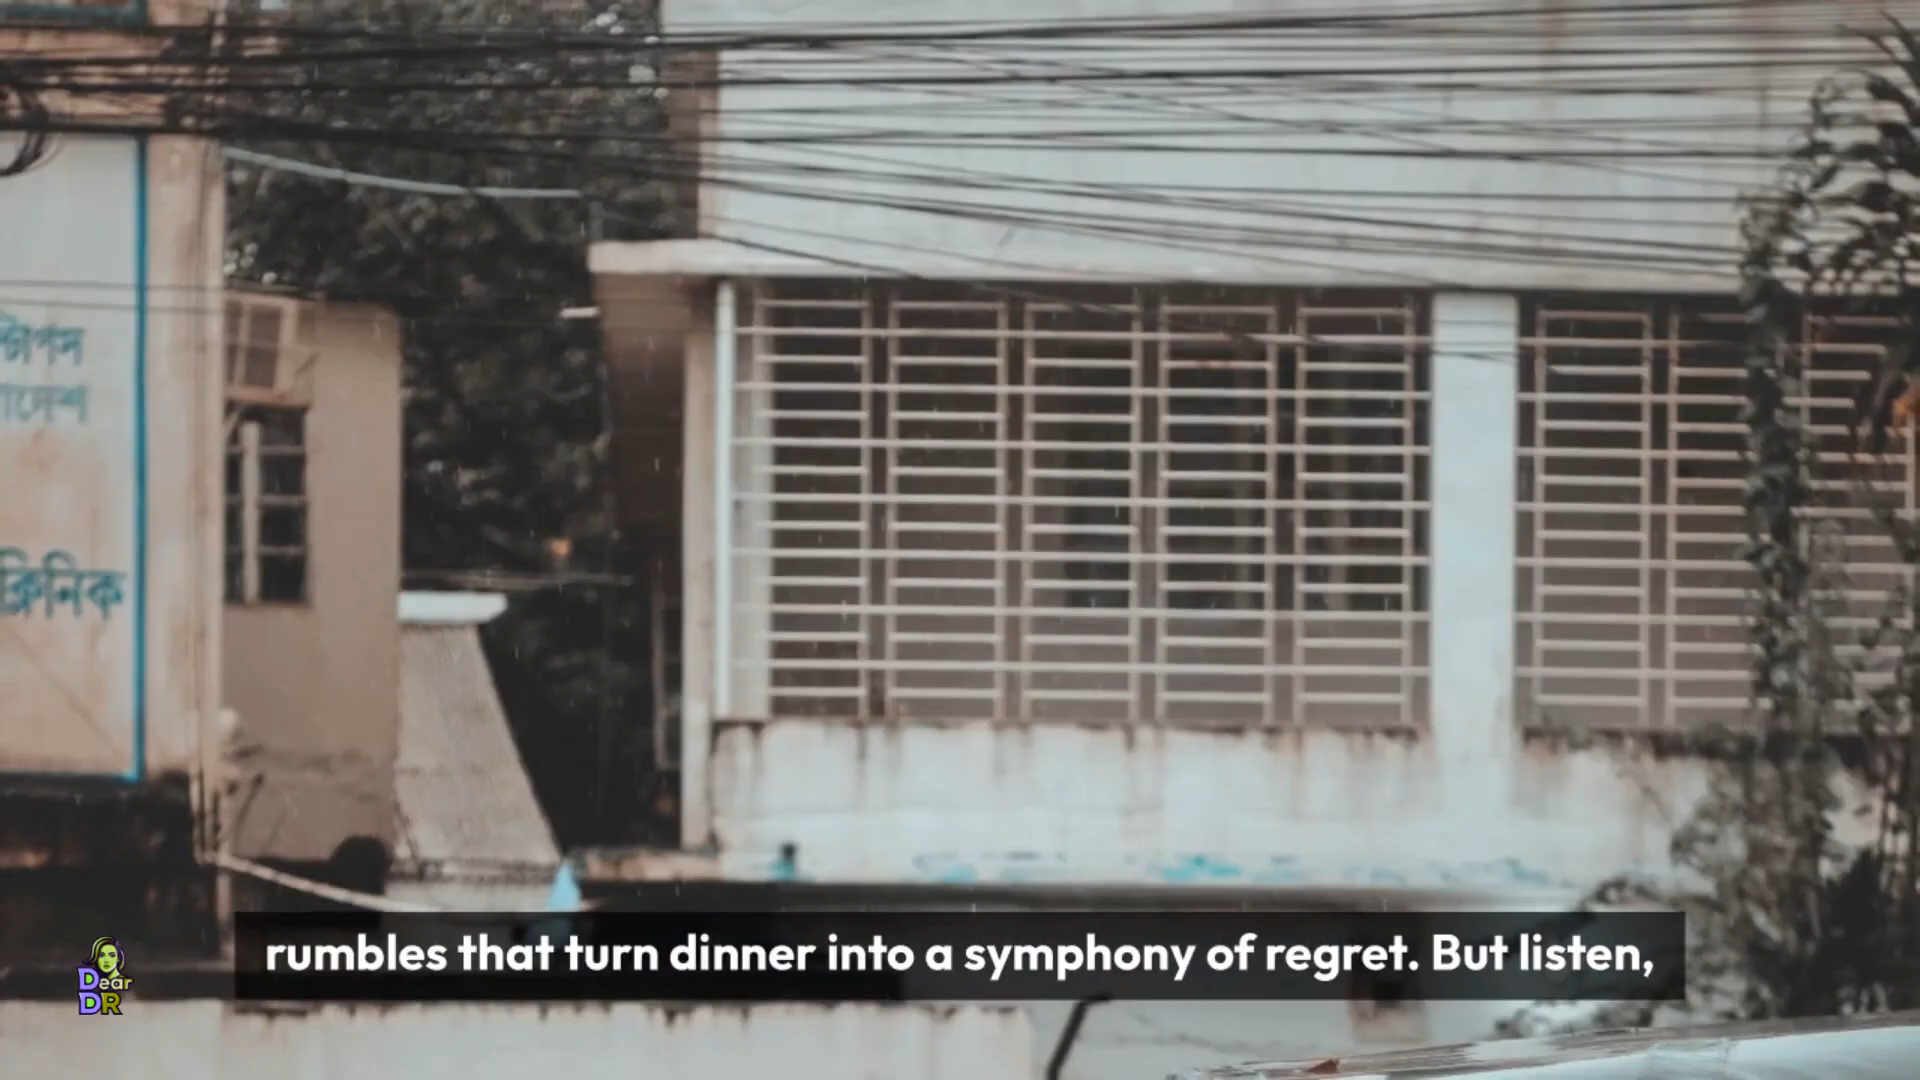 ক্লিনিক
rumbles that turn dinner into a symphony of regret. But listen,
Dear
DR